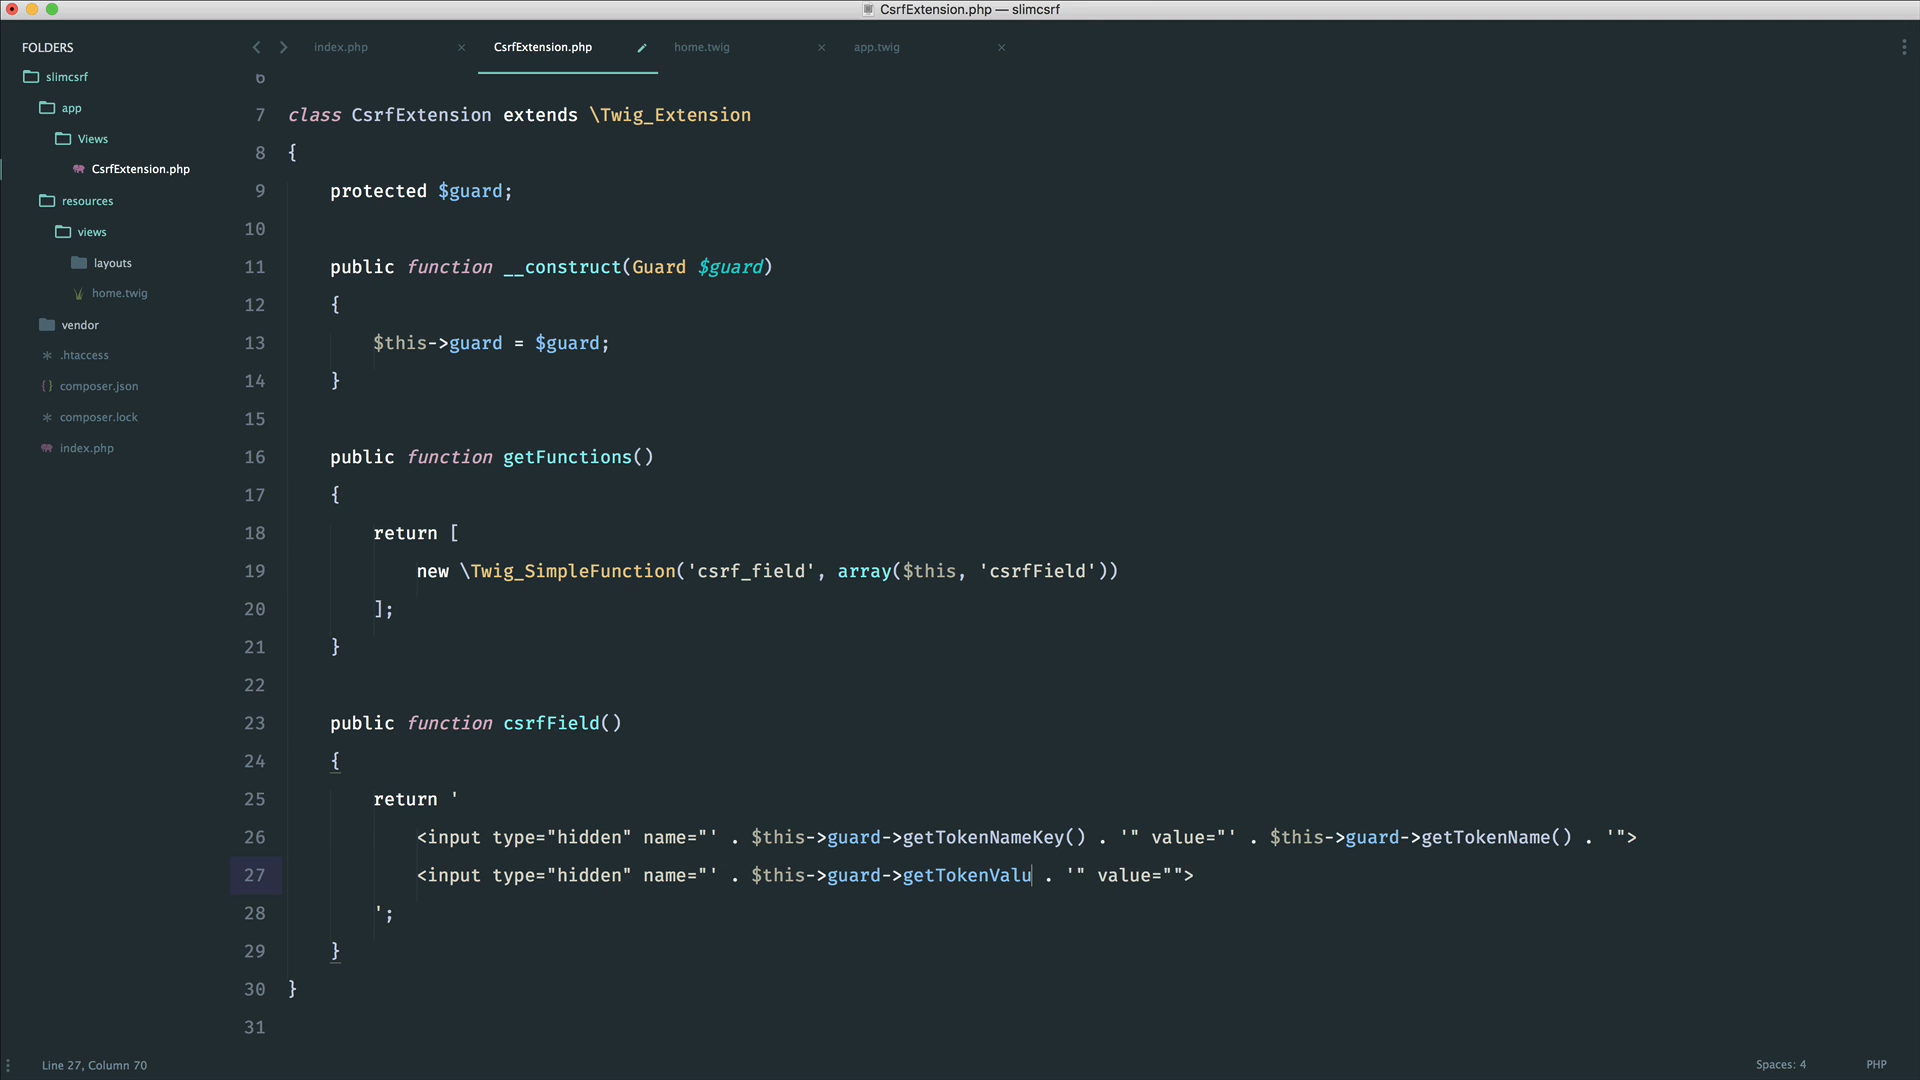 CsrfExtension.php — slimcsrf
FOLDERS
slimcsrf
app
Views
CsrfExtension.php
resources
views
layouts
home.twig
vendor
.htaccess
composer.json
composer.lock
index.php
index.php × CsrfExtension.php home.twig × app.twig ×
6
7 class CsrfExtension extends \Twig_Extension
8 {
9     protected $guard;
10
11     public function __construct(Guard $guard)
12     {
13         $this->guard = $guard;
14     }
15
16     public function getFunctions()
17     {
18         return [
19             new \Twig_SimpleFunction('csrf_field', array($this, 'csrfField'))
20         ];
21     }
22
23     public function csrfField()
24     {
25         return '
26             <input type="hidden" name="' . $this->guard->getTokenNameKey() . '" value="' . $this->guard->getTokenName() . '">
27             <input type="hidden" name="' . $this->guard->getTokenValu . '" value="">
28         ';
29     }
30 }
31
Line 27, Column 70
Spaces: 4
PHP